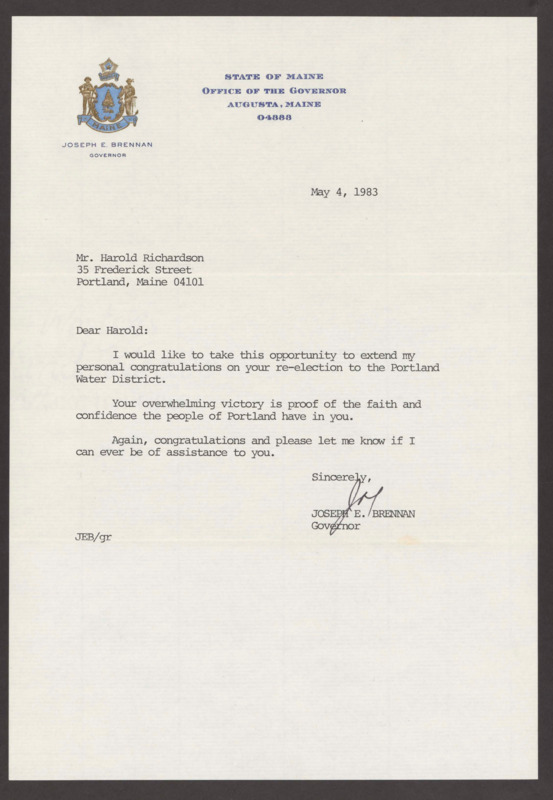 STATE OF MAINE
OFFICE OF THE GOVERNOR
AUGUSTA, MAINE
04333
MAINE
JOSEPH E. BRENNAN
GOVERNOR
May 4, 1983
Mr. Harold Richardson
35 Frederick Street
Portland, Maine 04101
Dear Harold:
I would like to take this opportunity to extend my
personal congratulations on your re-election to the Portland
Water District.
Your overwhelming victory is proof of the faith and
confidence the people of Portland have in you.
Again, congratulations and please let me know if I
can ever be of assistance to you.
Sincerely,
Joe
JOSEPH E. BRENNAN
Governor
JEB/gr